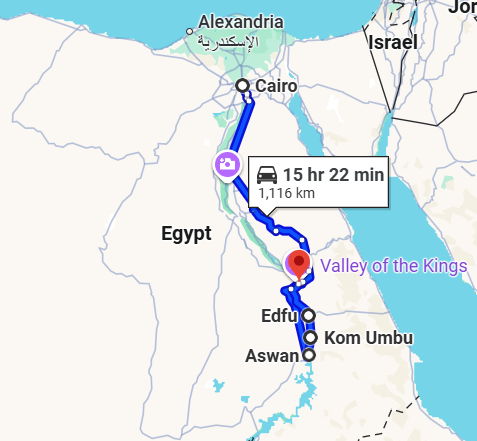 Alexandria
الإسكندرية
Israel
Jor
Cairo
15 hr 22 min
1,116 km
Egypt
Valley of the Kings
Edfu
Kom Umbu
Aswan